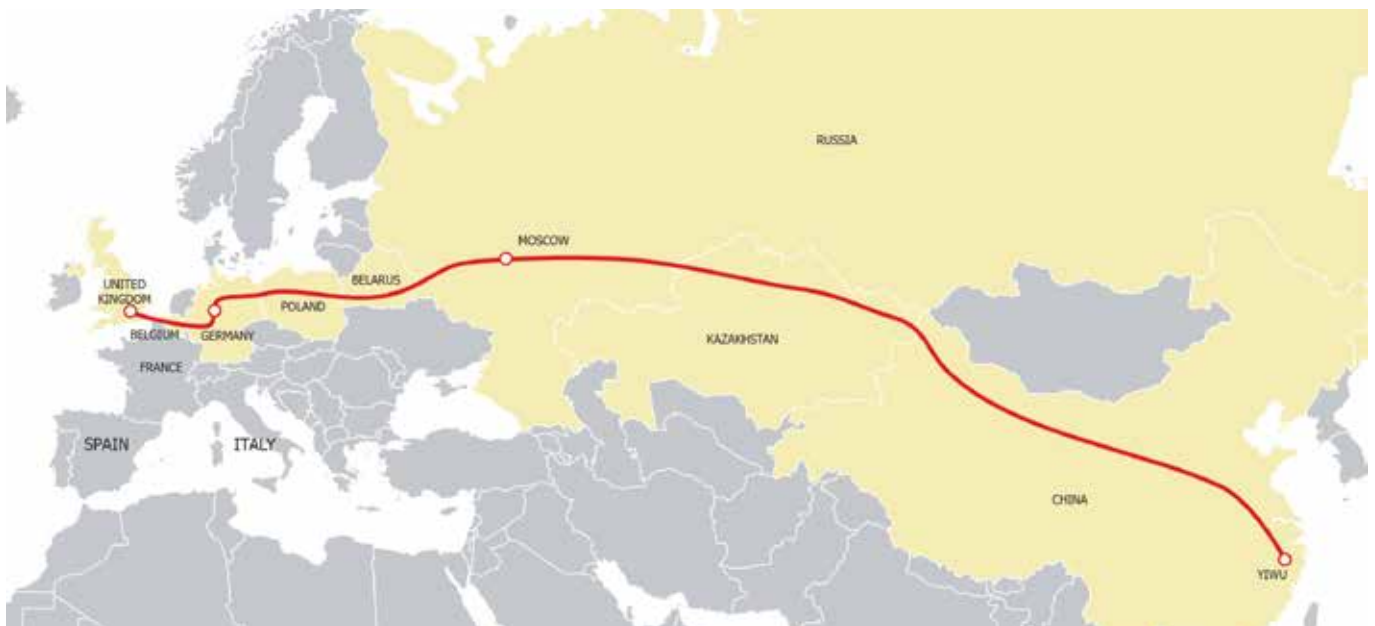 RUSSIA
MOSCOW
BELARUS
UNITED
KINGDOM
POLAND
BELGIUM
GERMANY
KAZAKHSTAN
FRANCE
SPAIN
ITALY
CHINA
YIWU